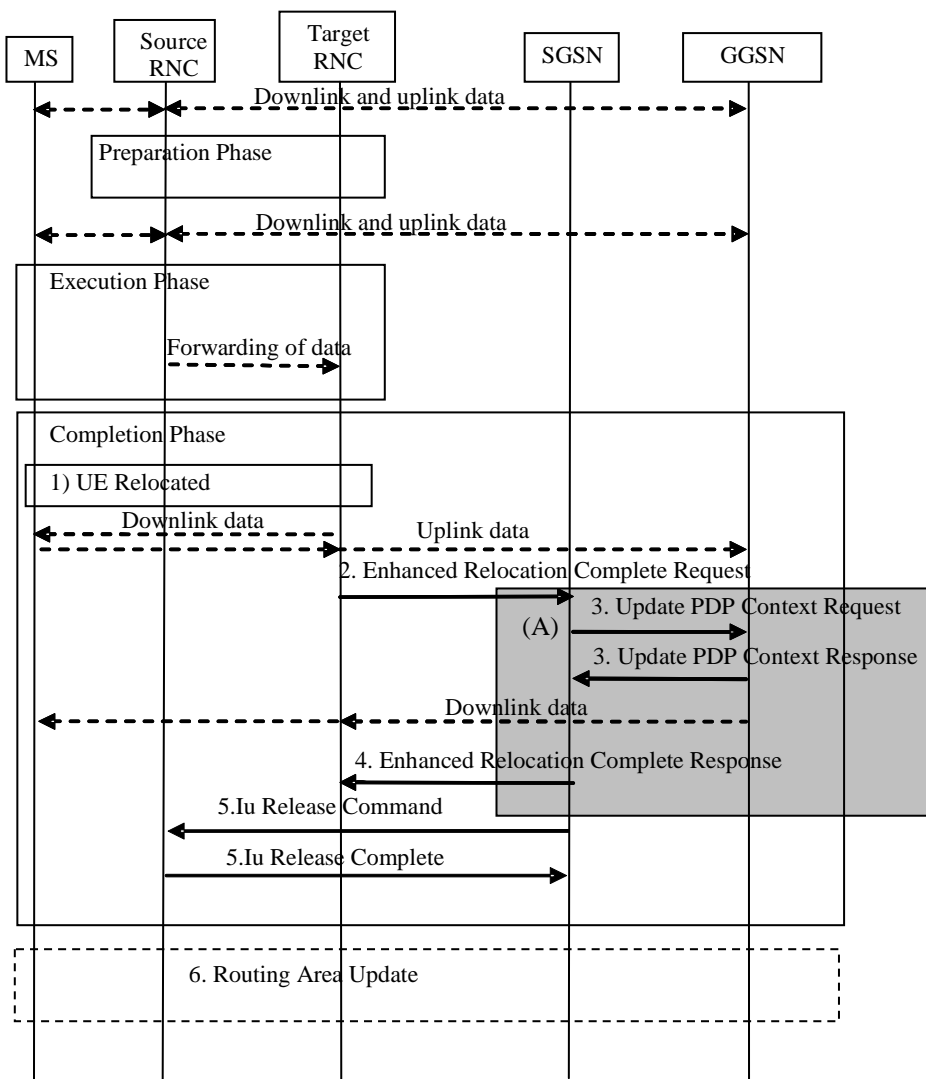 MS
Source
RNC
Target
RNC
SGSN
GGSN
Downlink and uplink data
Preparation Phase
Downlink and uplink data
Execution Phase
Forwarding of data
Completion Phase
1) UE Relocated
Downlink data
Uplink data
2. Enhanced Relocation Complete Request
(A)
3. Update PDP Context Request
3. Update PDP Context Response
Downlink data
4. Enhanced Relocation Complete Response
5.Iu Release Command
5.Iu Release Complete
6. Routing Area Update